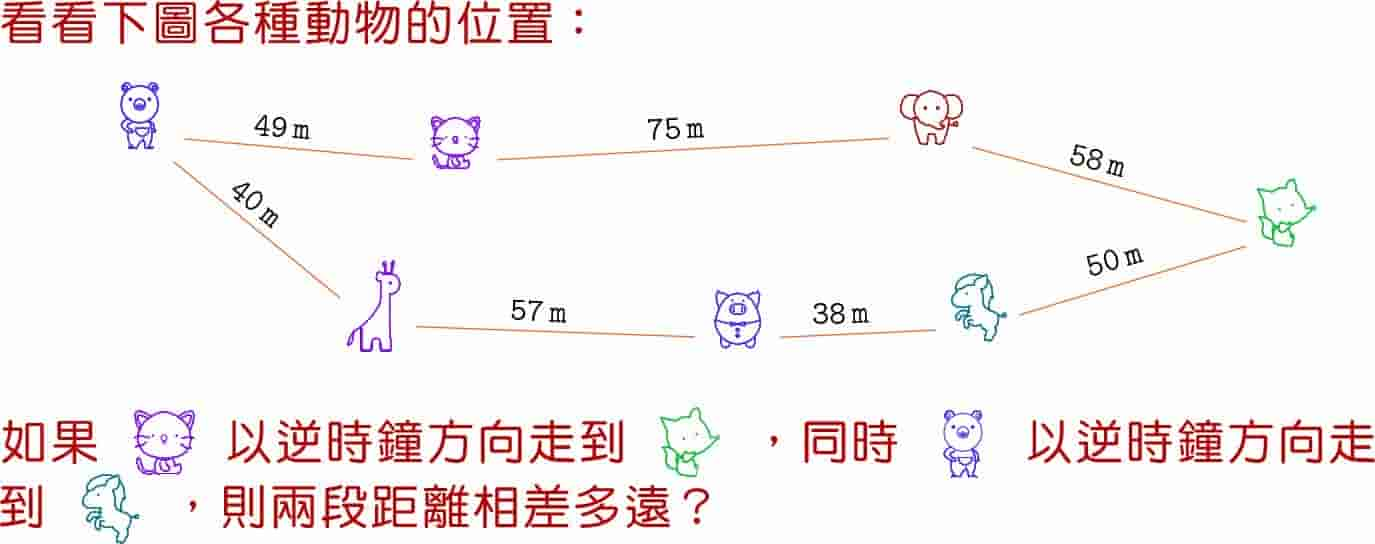 看看下圖各種動物的位置：
49 m
75 m
58 m
40 m
50 m
57 m
38 m
如果 以逆時鐘方向走到 ，同時 以逆時鐘方向走
到 ，則兩段距離相差多遠？